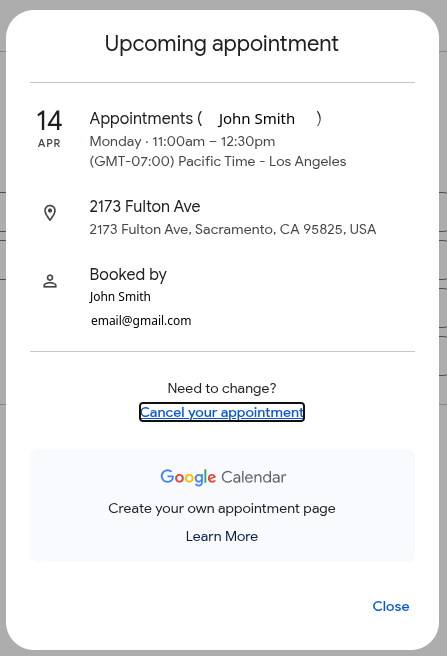 Upcoming appointment
14
APR
Appointments ( John Smith )
Monday · 11:00am – 12:30pm
(GMT-07:00) Pacific Time - Los Angeles
2173 Fulton Ave
2173 Fulton Ave, Sacramento, CA 95825, USA
Booked by
John Smith
email@gmail.com
Need to change?
Cancel your appointment
Google Calendar
Create your own appointment page
Learn More
Close